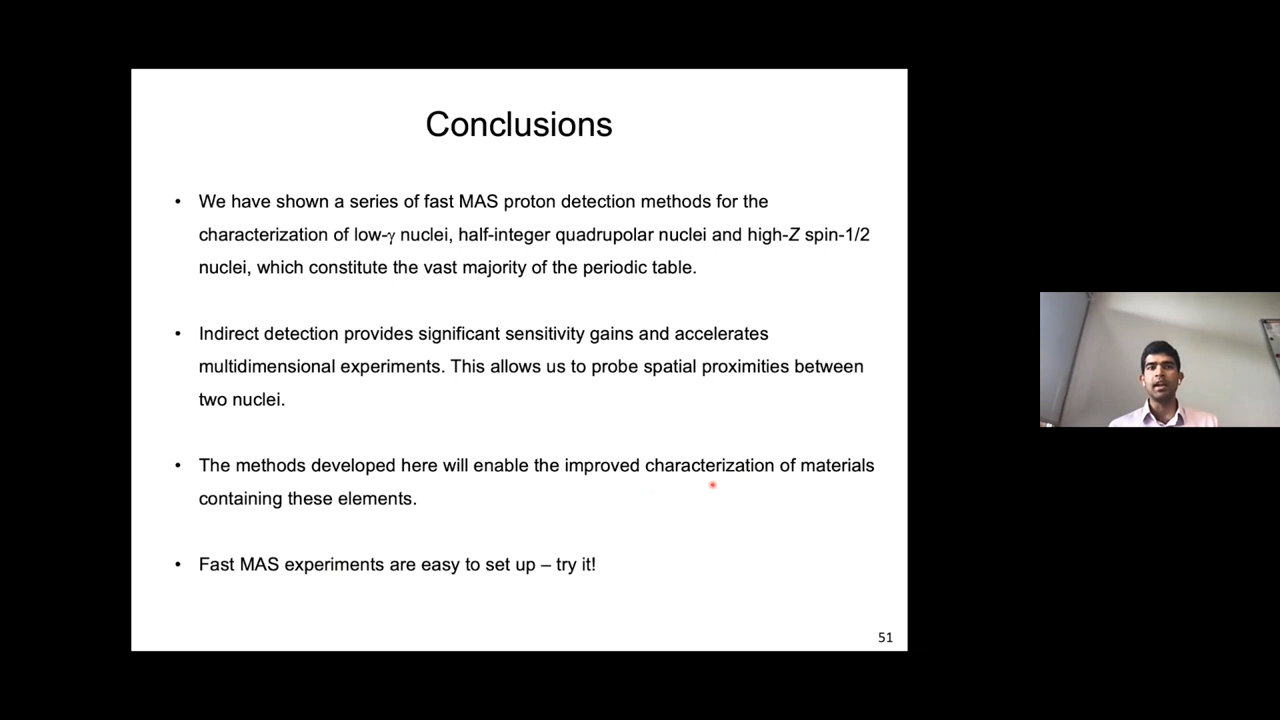 Conclusions
• We have shown a series of fast MAS proton detection methods for the
characterization of low-γ nuclei, half-integer quadrupolar nuclei and high-Z spin-1/2
nuclei, which constitute the vast majority of the periodic table.
• Indirect detection provides significant sensitivity gains and accelerates
multidimensional experiments. This allows us to probe spatial proximities between
two nuclei.
• The methods developed here will enable the improved characterization of materials
containing these elements.
• Fast MAS experiments are easy to set up – try it!
51